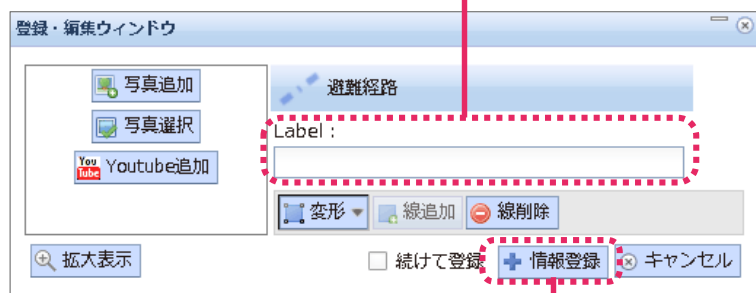 登録・編集ウィンドウ
写真追加
避難経路
写真選択
Label :
You Tube Youtube追加
変形 線追加 線削除
拡大表示 続けて登録 情報登録 キャンセル